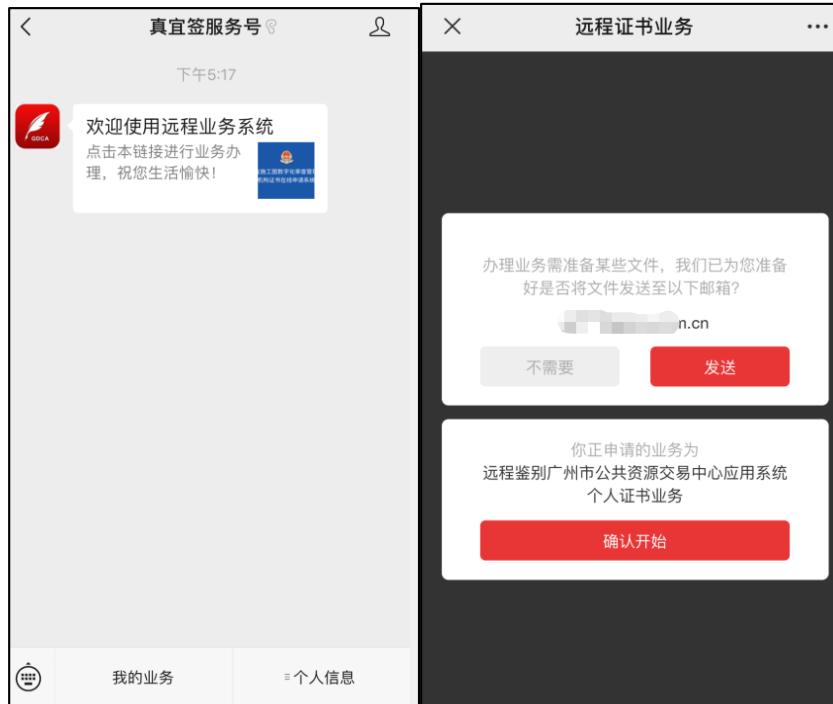 真宜签服务号
下午5:17
GDCA
欢迎使用远程业务系统
点击本链接进行业务办
理，祝您生活愉快！
我的业务
个人信息
远程证书业务
办理业务需准备某些文件，我们已为您准备
好是否将文件发送至以下邮箱？
n.cn
不需要
发送
你正申请的业务为
远程鉴别广州市公共资源交易中心应用系统
个人证书业务
确认开始